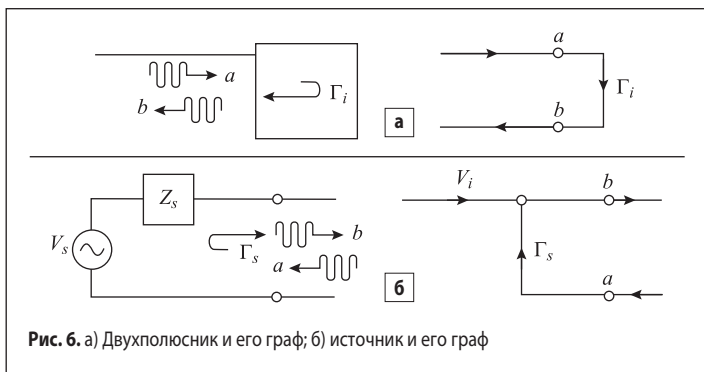 a
b
Γi
а
a
b
Γi
Vs
Zs
Γs
b
a
б
Vi
b
Γs
a
Рис. 6. а) Двухполюсник и его граф; б) источник и его граф